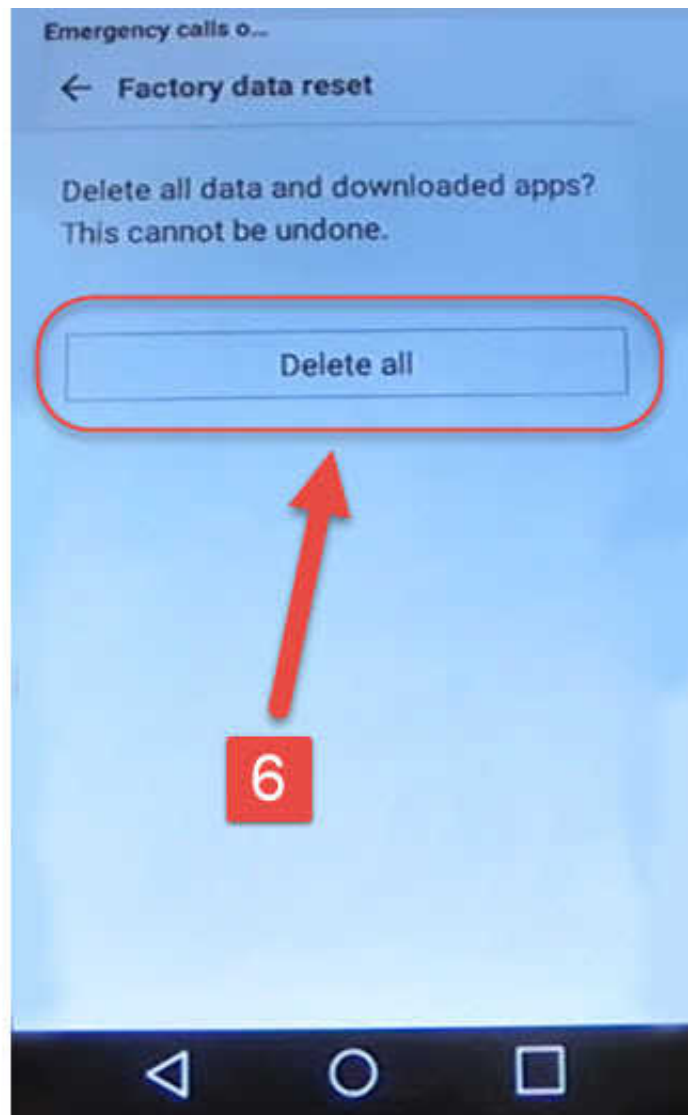 Emergency calls o...
← Factory data reset
Delete all data and downloaded apps?
This cannot be undone.
Delete all
6